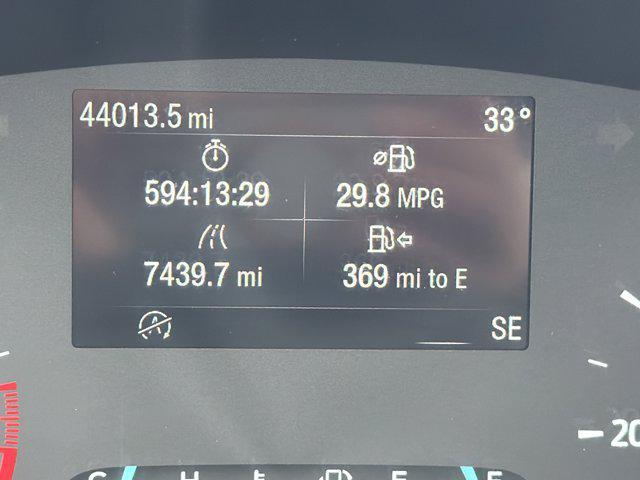 44013.5 mi 33°
594:13:29 29.8 MPG
7439.7 mi 369 mi to E
A SE
20
C H F E